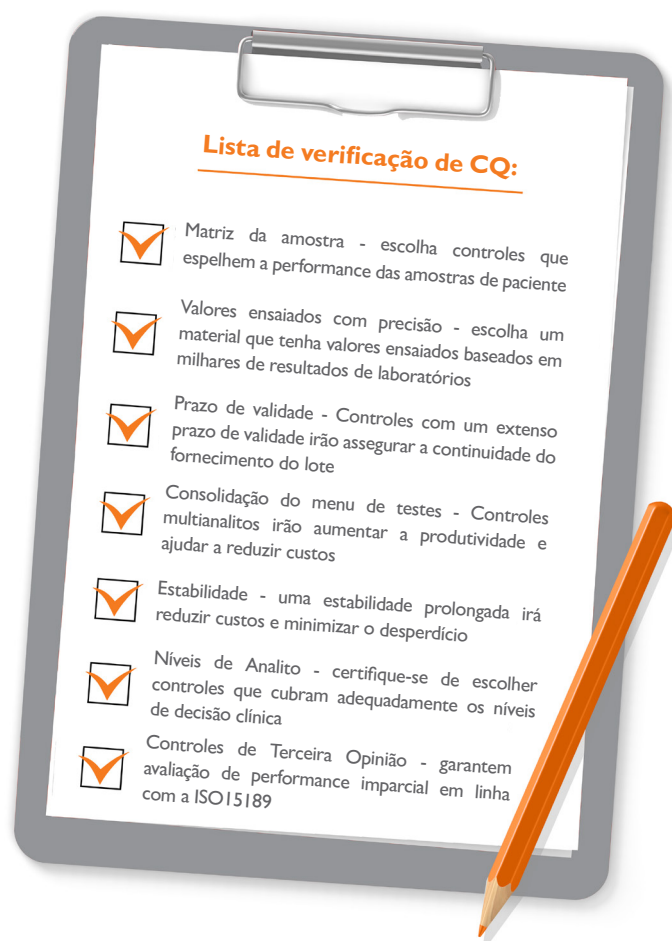 Lista de verificação de CQ:
Matriz da amostra - escolha controles que
espelhem a performance das amostras de paciente
Valores ensaiados com precisão - escolha um
material que tenha valores ensaiados baseados em
milhares de resultados de laboratórios
Prazo de validade - Controles com um extenso
prazo de validade irão assegurar a continuidade do
fornecimento do lote
Consolidação do menu de testes - Controles
multianalitos irão aumentar a produtividade e
ajudar a reduzir custos
Estabilidade - uma estabilidade prolongada irá
reduzir custos e minimizar o desperdício
Níveis de Analito - certifique-se de escolher
controles que cubram adequadamente os níveis
de decisão clínica
Controles de Terceira Opinião - garantem
avaliação de performance imparcial em linha
com a ISO15189